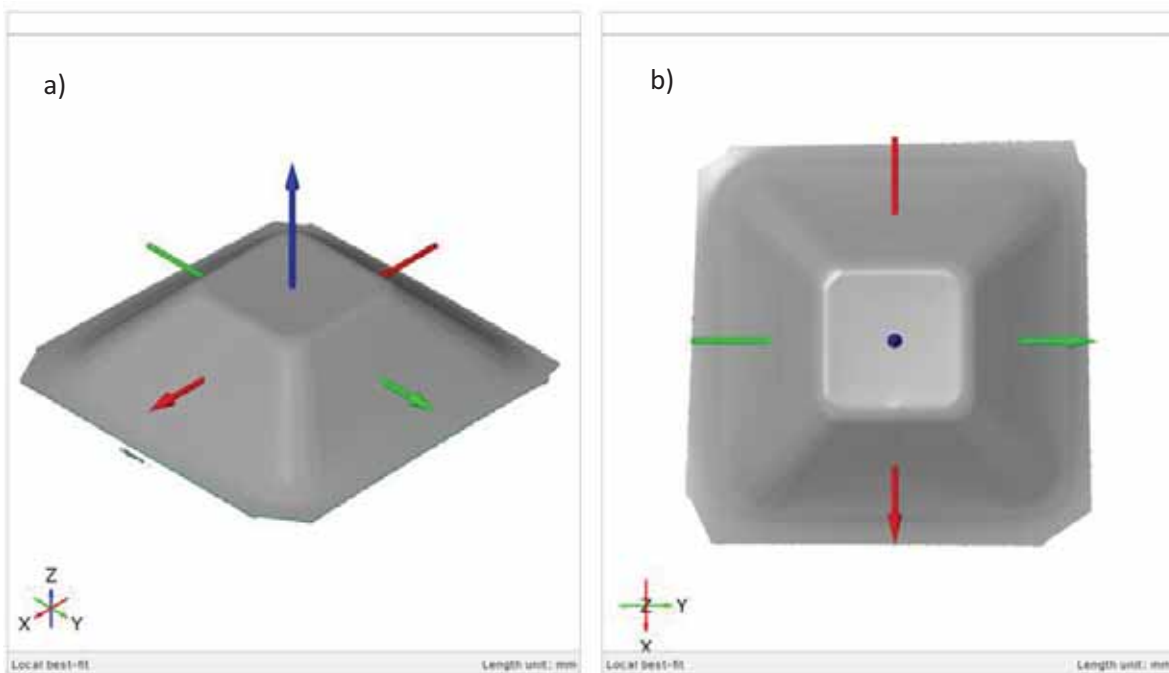 a)
Z
X Y
Local best-fit Length unit: mm
b)
Z Y
X
Local best-fit Length unit: mm